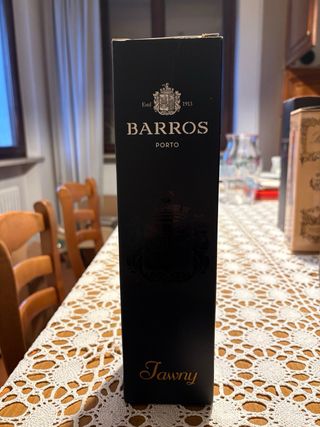 Estd 1913
BARROS
PORTO
Tawny